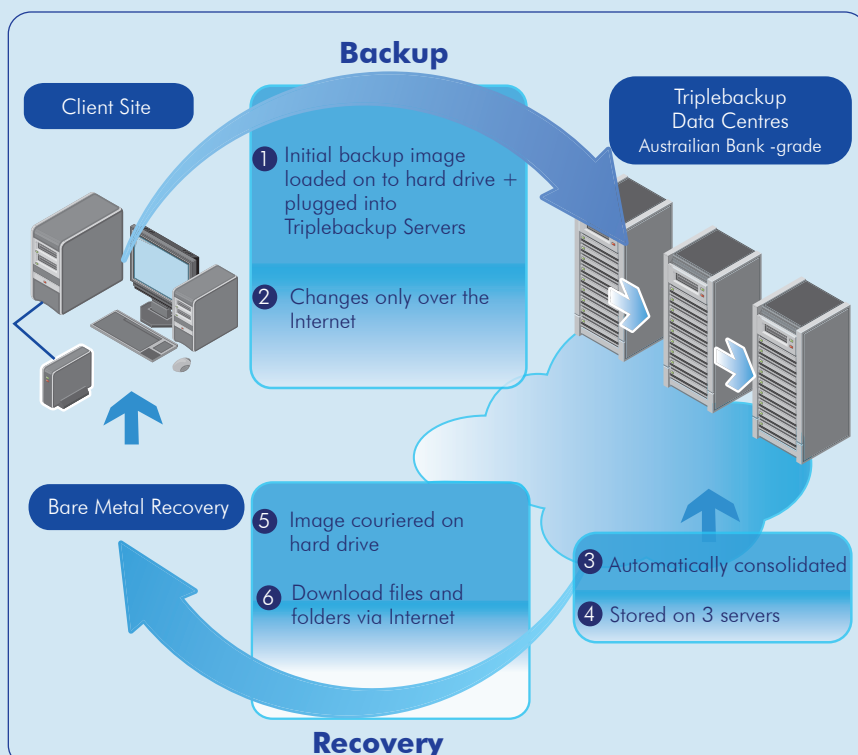 Backup
Client Site
Triplebackup
Data Centres
Austrailian Bank -grade
1 Initial backup image
loaded on to hard drive +
plugged into
Triplebackup Servers
2 Changes only over the
Internet
3 Automatically consolidated
4 Stored on 3 servers
Bare Metal Recovery
5 Image couriered on
hard drive
6 Download files and
folders via Internet
Recovery